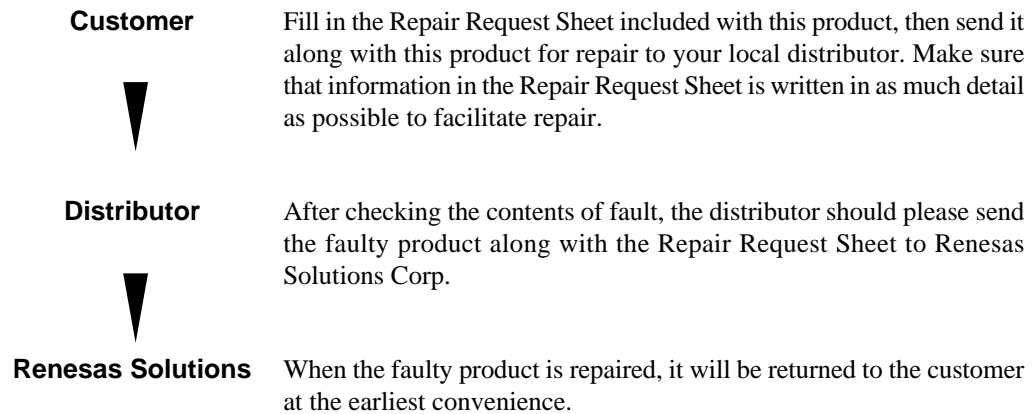 Customer
Fill in the Repair Request Sheet included with this product, then send it
along with this product for repair to your local distributor. Make sure
that information in the Repair Request Sheet is written in as much detail
as possible to facilitate repair.
Distributor
After checking the contents of fault, the distributor should please send
the faulty product along with the Repair Request Sheet to Renesas
Solutions Corp.
Renesas Solutions
When the faulty product is repaired, it will be returned to the customer
at the earliest convenience.